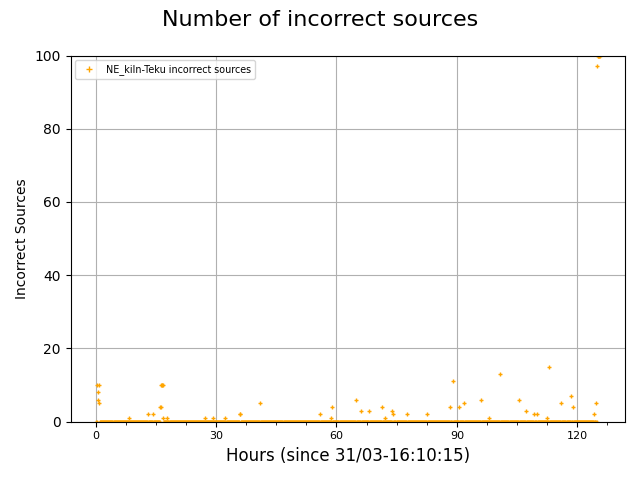 Number of incorrect sources
NE_kiln-Teku incorrect sources
Incorrect Sources
100
80
60
40
20
0
0 30 60 90 120
Hours (since 31/03-16:10:15)